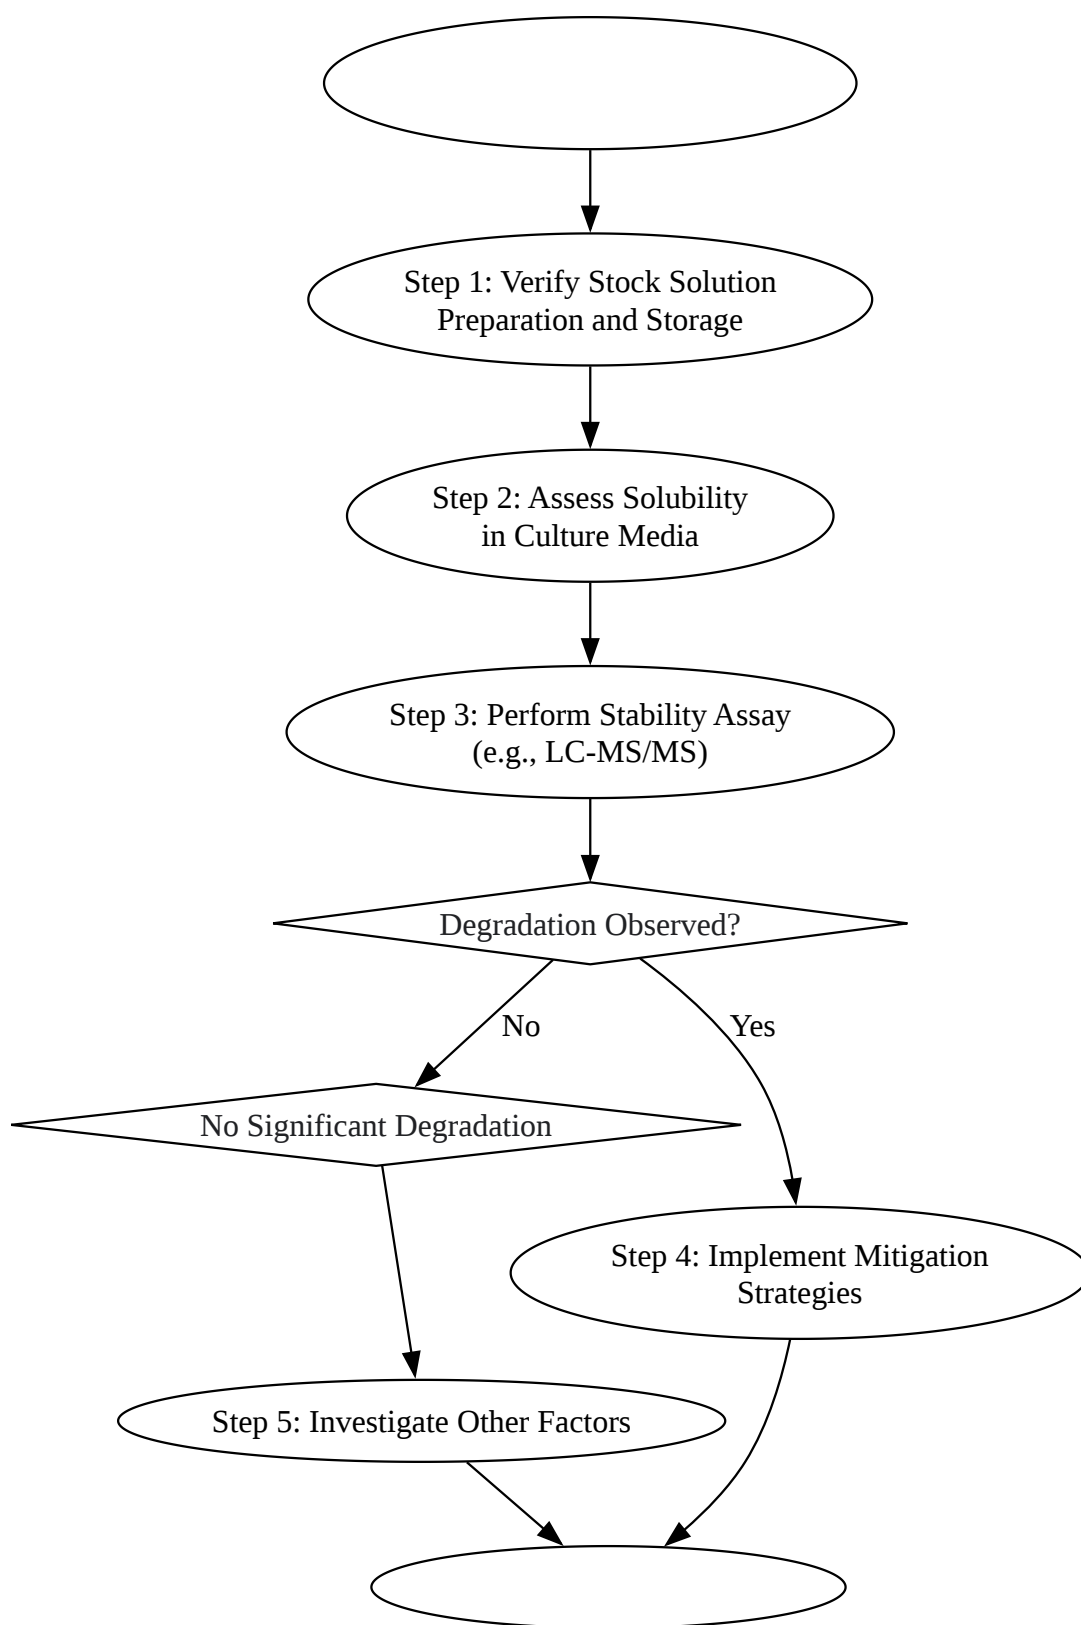 Step 1: Verify Stock Solution
Preparation and Storage
Step 2: Assess Solubility
in Culture Media
Step 3: Perform Stability Assay
(e.g., LC-MS/MS)
Degradation Observed?
No
Yes
No Significant Degradation
Step 4: Implement Mitigation
Strategies
Step 5: Investigate Other Factors